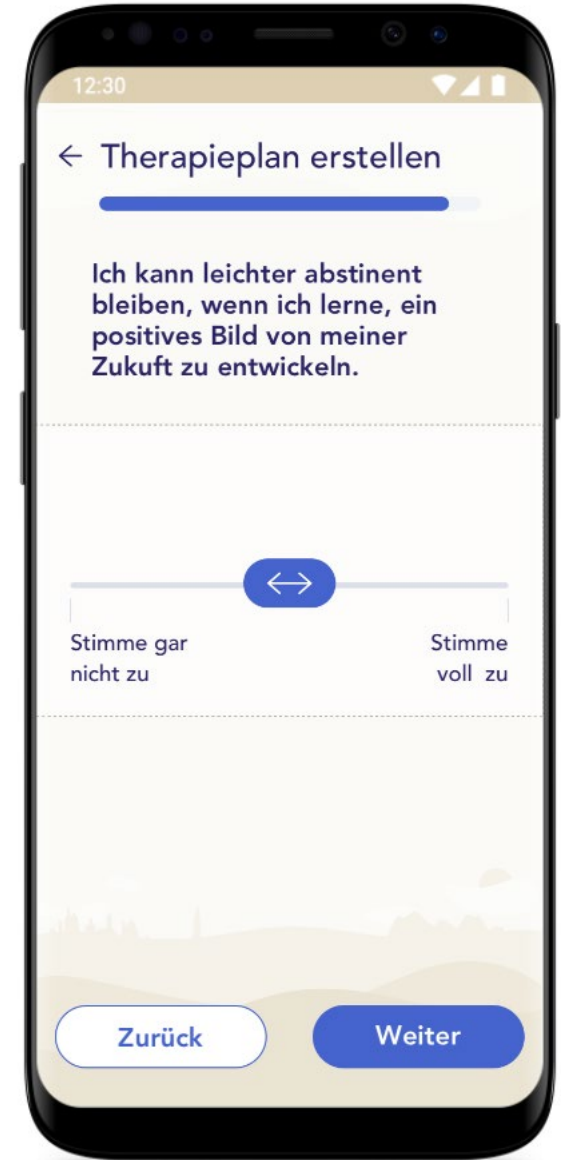 12:30
Therapieplan erstellen
Ich kann leichter abstinent
bleiben, wenn ich lerne, ein
positives Bild von meiner
Zukuft zu entwickeln.
Stimme gar
nicht zu
Stimme
voll zu
Zurück
Weiter